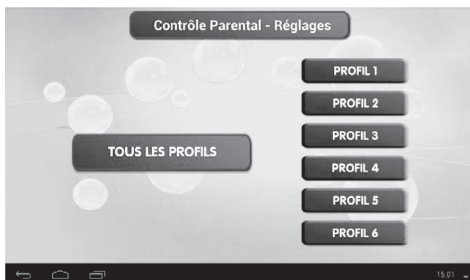 Contrôle Parental - Réglages
TOUS LES PROFILS
PROFIL 1
PROFIL 2
PROFIL 3
PROFIL 4
PROFIL 5
PROFIL 6
15:01